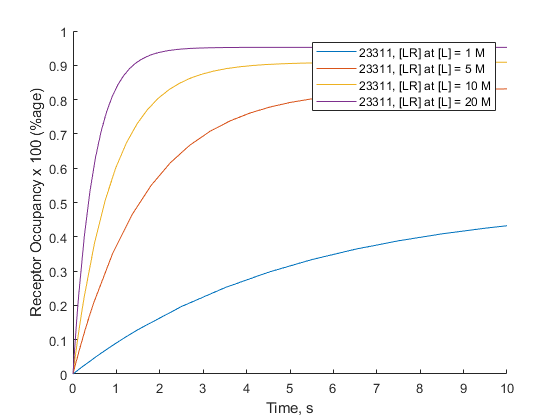 1
0.9
0.8
0.7
0.6
0.5
0.4
0.3
0.2
0.1
0
Receptor Occupancy x 100 (%age)
23311, [LR] at [L] = 1 M
23311, [LR] at [L] = 5 M
23311, [LR] at [L] = 10 M
23311, [LR] at [L] = 20 M
0 1 2 3 4 5 6 7 8 9 10
Time, s